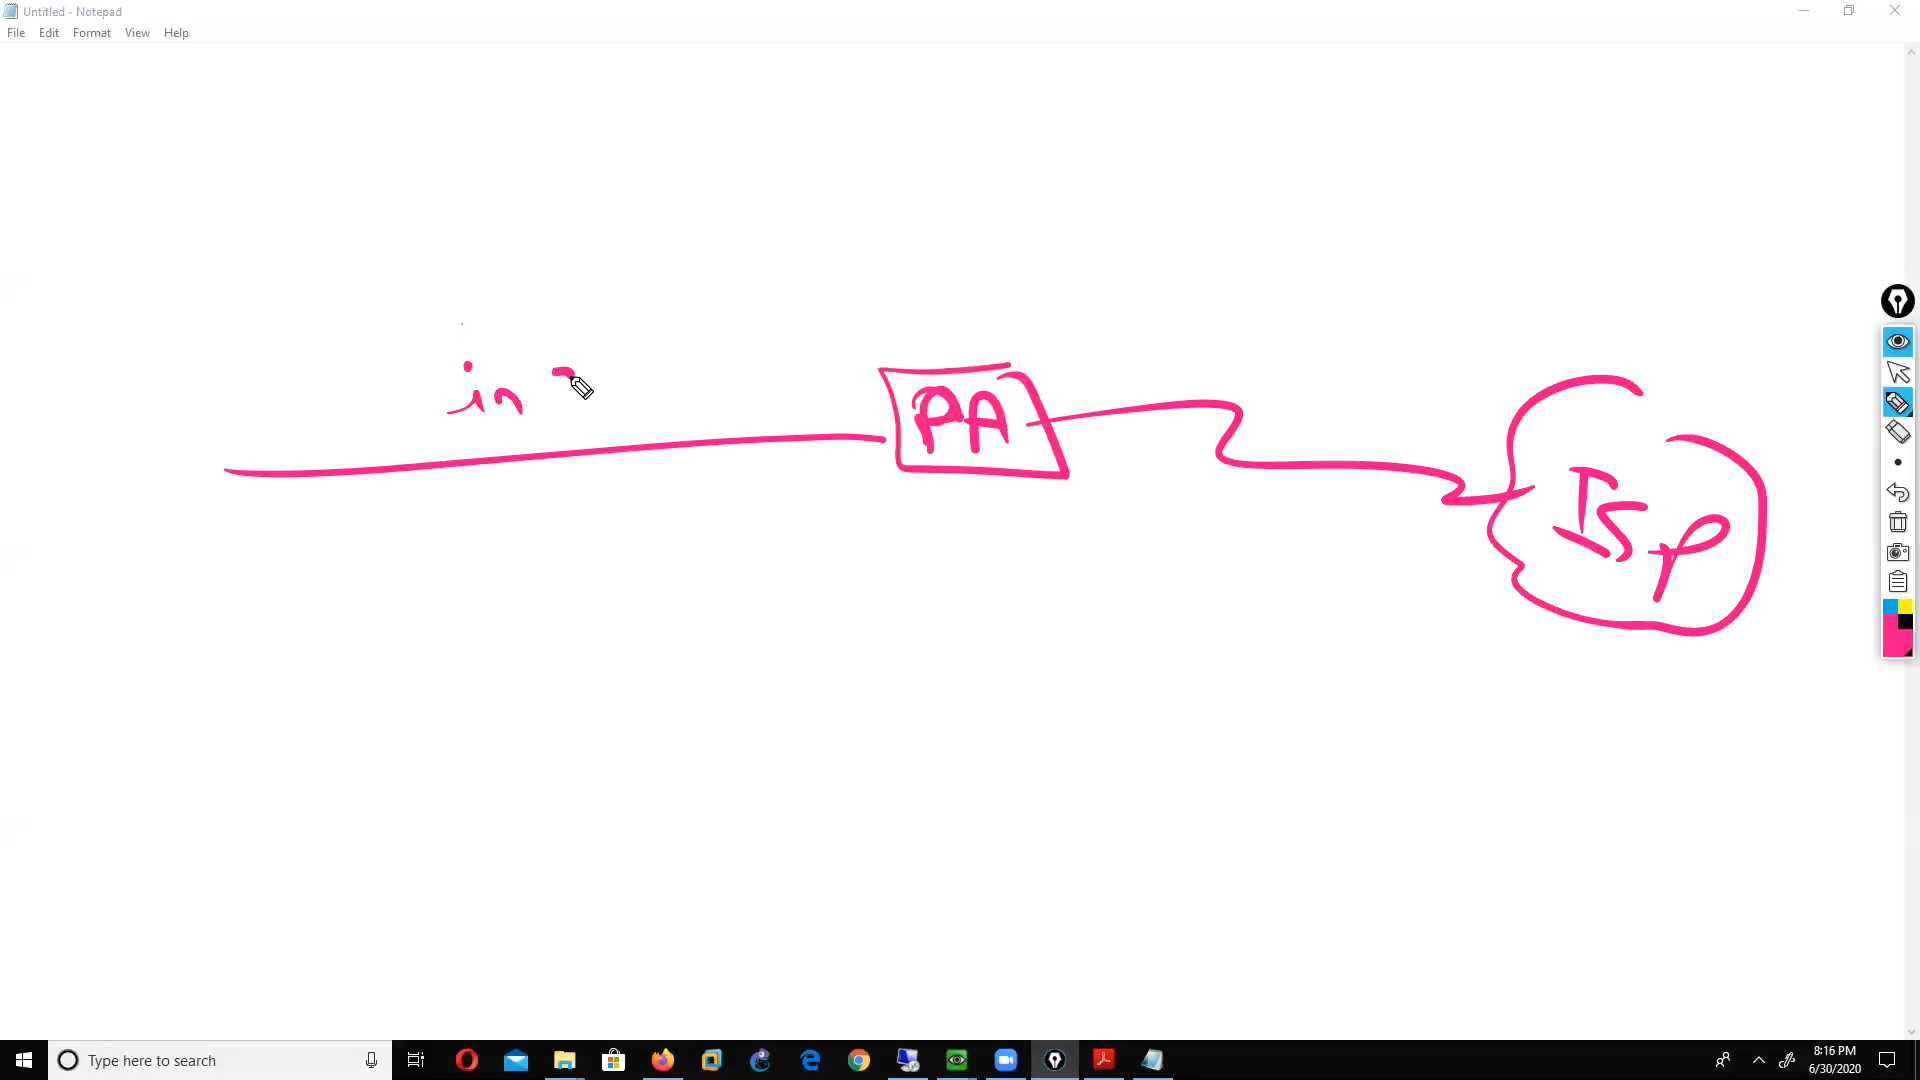 Untitled - Notepad
File Edit Format View Help
in
PA
ISP
Type here to search
8:16 PM
6/30/2020